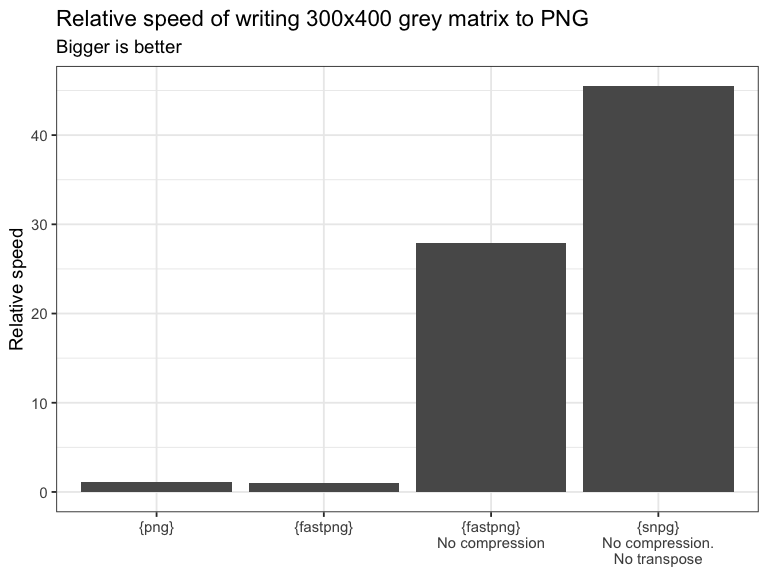 Relative speed of writing 300x400 grey matrix to PNG
Bigger is better
Relative speed
40
30
20
10
0
{png}
{fastpng}
{fastpng}
No compression
{snpg}
No compression.
No transpose